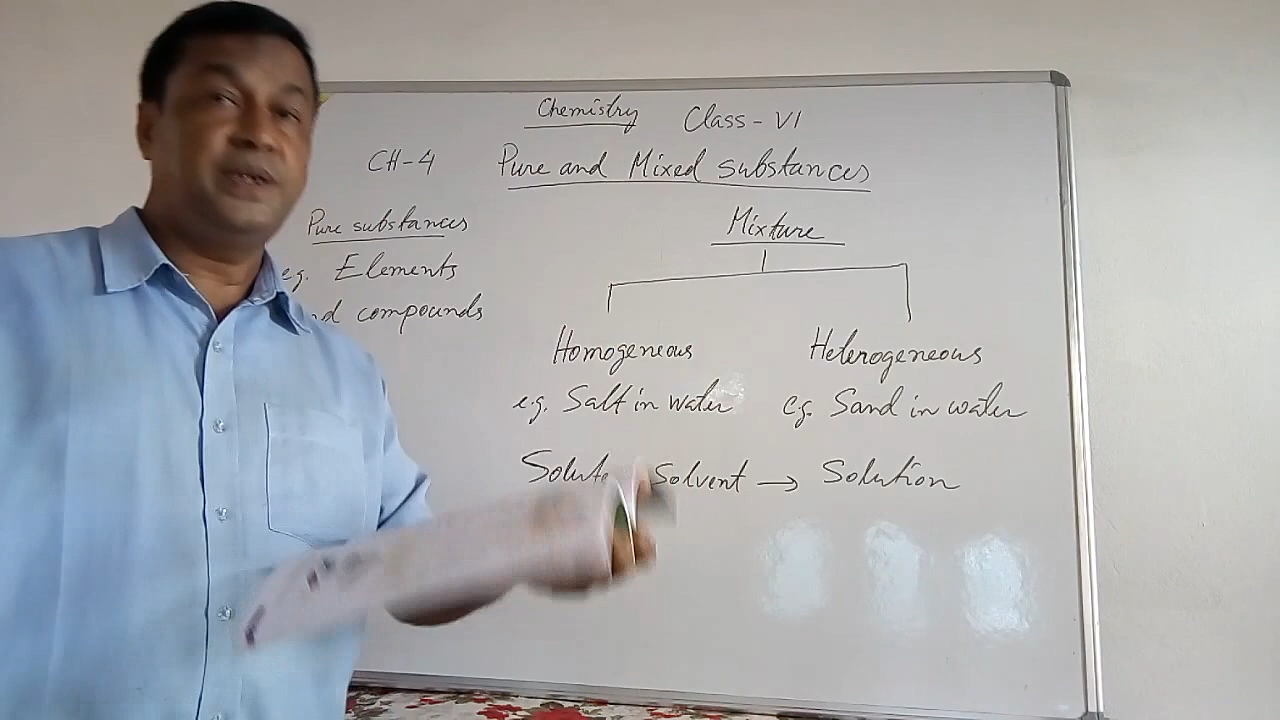 Chemistry Class - VI
CH-4 Pure and Mixed substances
Pure substances
e.g. Elements
compounds
Mixture
Homogeneous Heterogeneous
e.g. Salt in water e.g. Sand in water
Solvent → Solution